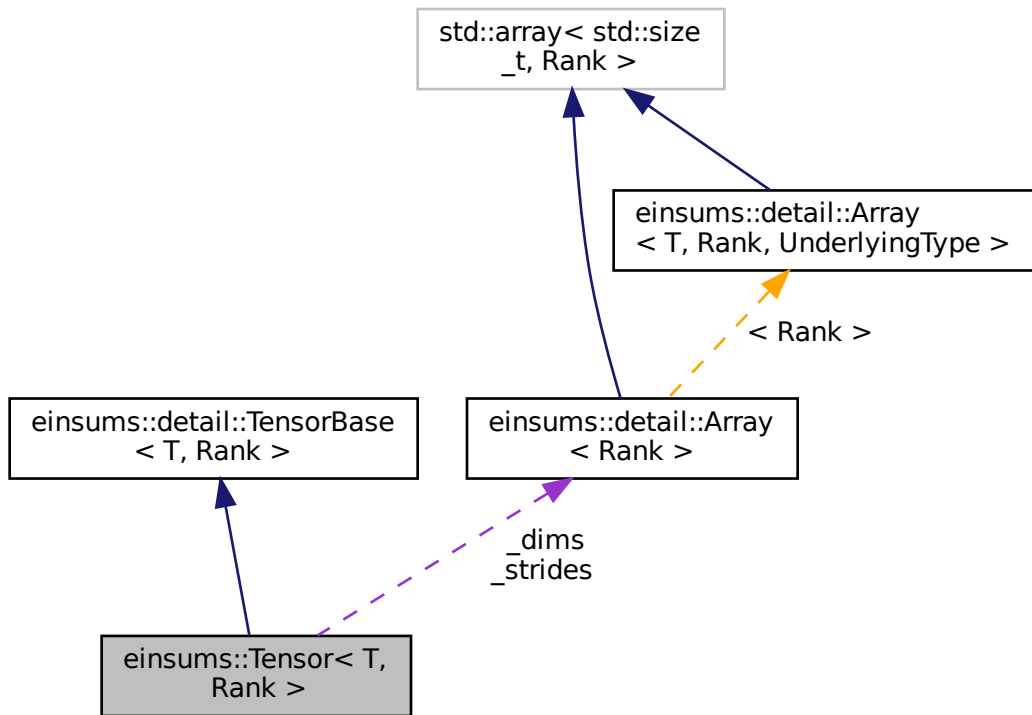 std::array< std::size
_t, Rank >
einsums::detail::Array
< T, Rank, UnderlyingType >
< Rank >
einsums::detail::TensorBase
< T, Rank >
einsums::detail::Array
< Rank >
_dims
_strides
einsums::Tensor< T,
Rank >